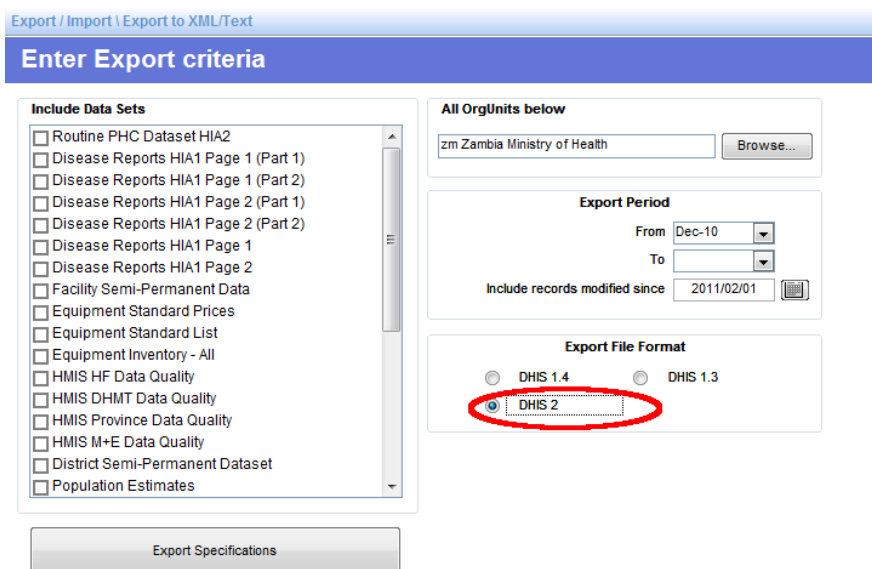 Export / Import \ Export to XML/Text
Enter Export criteria
Include Data Sets
Routine PHC Dataset HIA2
Disease Reports HIA1 Page 1 (Part 1)
Disease Reports HIA1 Page 1 (Part 2)
Disease Reports HIA1 Page 2 (Part 1)
Disease Reports HIA1 Page 2 (Part 2)
Disease Reports HIA1 Page 1
Disease Reports HIA1 Page 2
Facility Semi-Permanent Data
Equipment Standard Prices
Equipment Standard List
Equipment Inventory - All
HMIS HF Data Quality
HMIS DHMT Data Quality
HMIS Province Data Quality
HMIS M+E Data Quality
District Semi-Permanent Dataset
Population Estimates
Export Specifications
All OrgUnits below
zm Zambia Ministry of Health
Browse...
Export Period
From Dec-10
To
Include records modified since 2011/02/01
Export File Format
DHIS 1.4 DHIS 1.3
DHIS 2